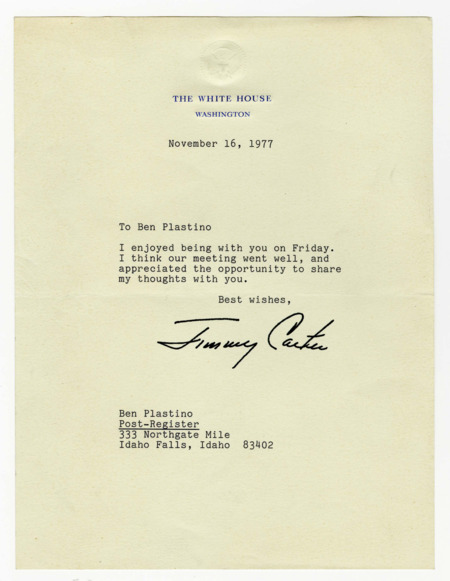 THE WHITE HOUSE
WASHINGTON
November 16, 1977
To Ben Plastino
I enjoyed being with you on Friday.
I think our meeting went well, and
appreciated the opportunity to share
my thoughts with you.
Best wishes,
Jimmy Carter
Ben Plastino
Post-Register
333 Northgate Mile
Idaho Falls, Idaho 83402